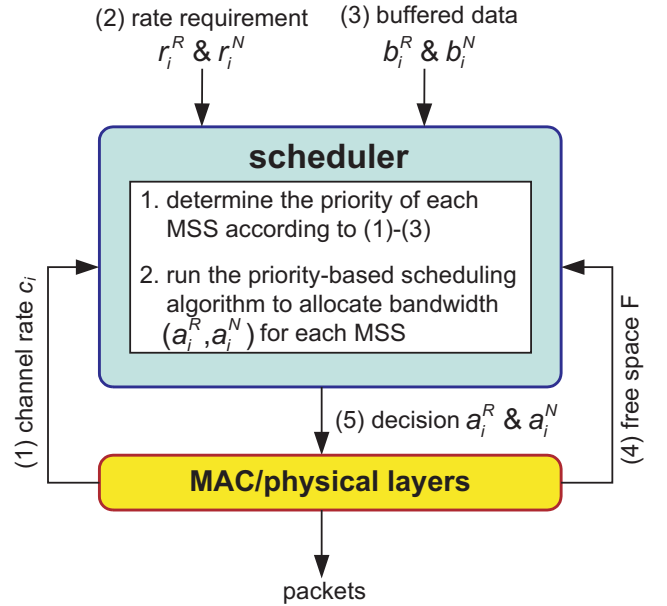 (2) rate requirement
r_i^R & r_i^N
(3) buffered data
b_i^R & b_i^N
scheduler
1. determine the priority of each
MSS according to (1)-(3)
2. run the priority-based scheduling
algorithm to allocate bandwidth
(a_i^R,a_i^N) for each MSS
(1) channel rate c_i
(4) free space F
(5) decision a_i^R & a_i^N
MAC/physical layers
packets